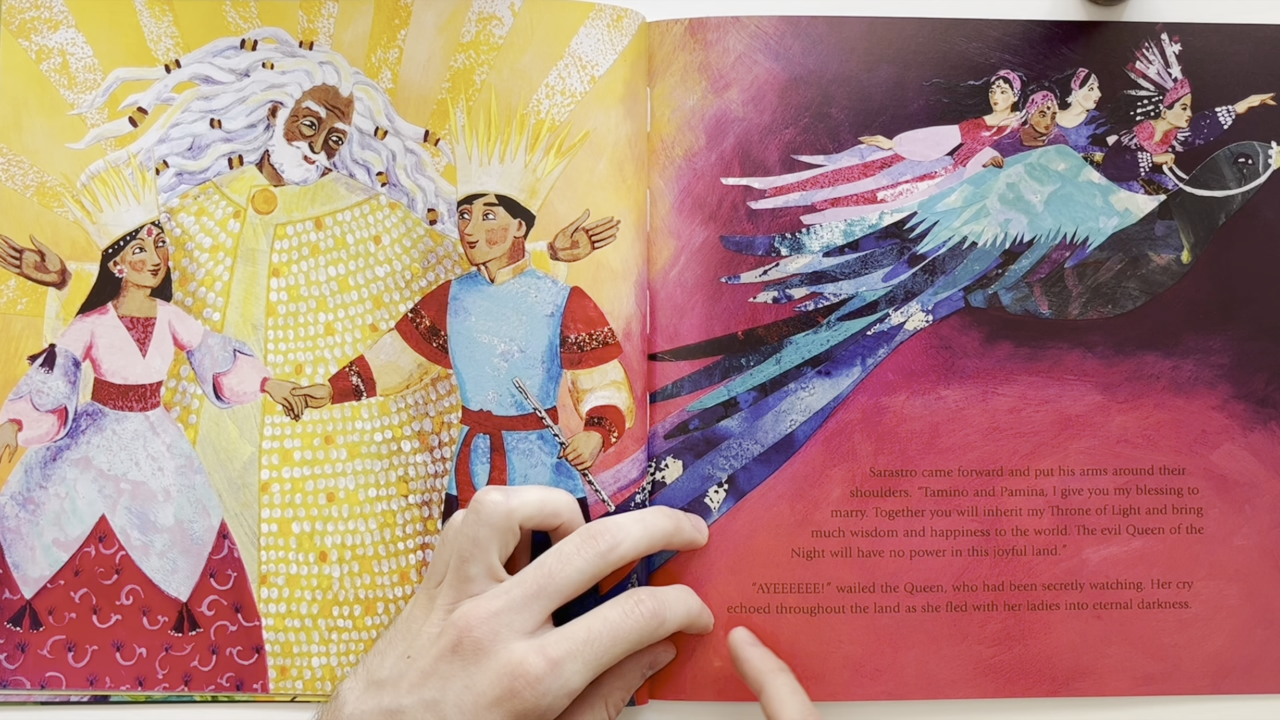 Sarastro came forward and put his arms around their
shoulders. "Tamino and Pamina, I give you my blessing to
marry. Together you will inherit my Throne of Light and bring
much wisdom and happiness to the world. The evil Queen of the
Night will have no power in this joyful land."
"AYEEEEEE!" wailed the Queen, who had been secretly watching. Her cry
echoed throughout the land as she fled with her ladies into eternal darkness.